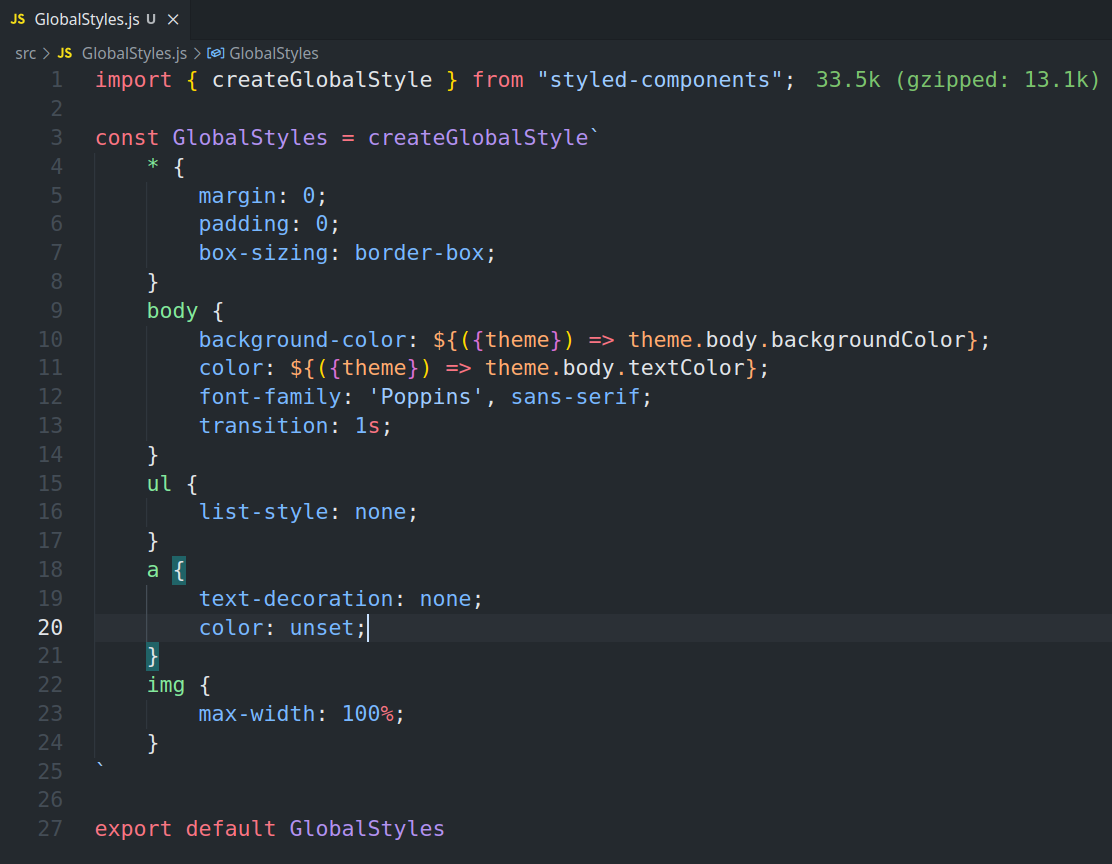 JS GlobalStyles.js U ×
src > JS GlobalStyles.js > GlobalStyles
1 import { createGlobalStyle } from "styled-components"; 33.5k (gzipped: 13.1k)
2
3 const GlobalStyles = createGlobalStyle`
4     * {
5         margin: 0;
6         padding: 0;
7         box-sizing: border-box;
8     }
9     body {
10         background-color: ${({theme}) => theme.body.backgroundColor};
11         color: ${({theme}) => theme.body.textColor};
12         font-family: 'Poppins', sans-serif;
13         transition: 1s;
14     }
15     ul {
16         list-style: none;
17     }
18     a {
19         text-decoration: none;
20         color: unset;
21     }
22     img {
23         max-width: 100%;
24     }
25 `
26
27 export default GlobalStyles